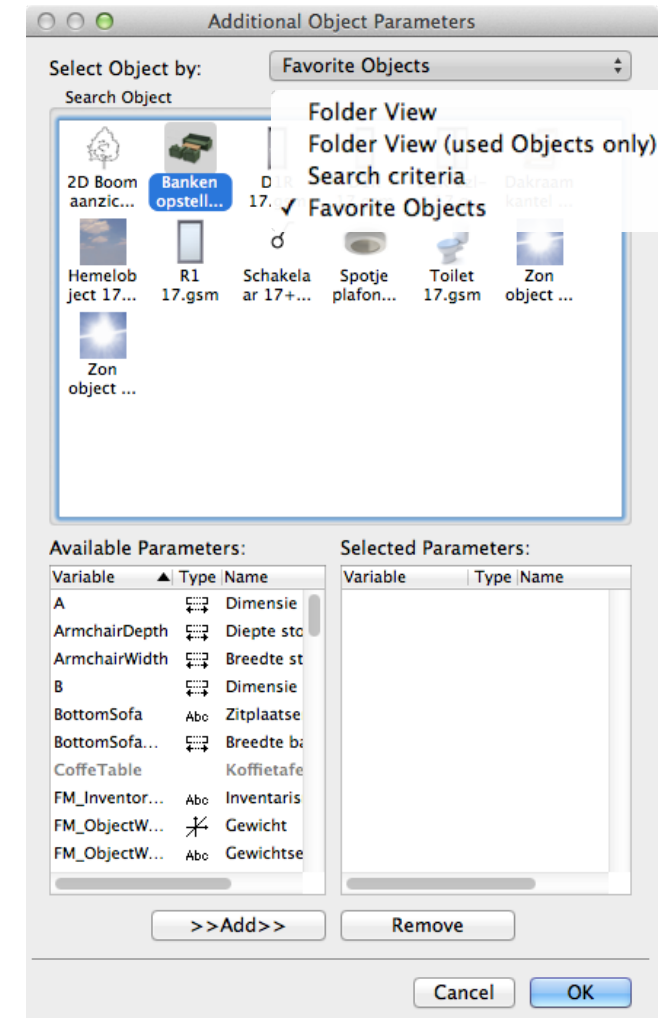 Additional Object Parameters
Select Object by:
Favorite Objects
Search Object
Folder View
Folder View (used Objects only)
Search criteria
✓ Favorite Objects
2D Boom
aanzic...
Banken
opstell...
D1R
17.gsm
Dakraam
kantel ...
Hemelob
ject 17...
R1
17.gsm
Schakela
ar 17+...
Spotje
plafon...
Toilet
17.gsm
Zon
object ...
Zon
object ...
Available Parameters:
Variable Type Name
A Dimensie
ArmchairDepth Diepte sto
ArmchairWidth Breedte st
B Dimensie
BottomSofa Abc Zitplaatse
BottomSofa... Breedte ba
CoffeTable Koffietafe
FM_Inventor... Abc Inventaris
FM_ObjectW... Gewicht
FM_ObjectW... Abc Gewichtse
>>Add>>
Selected Parameters:
Variable Type Name
Remove
Cancel
OK